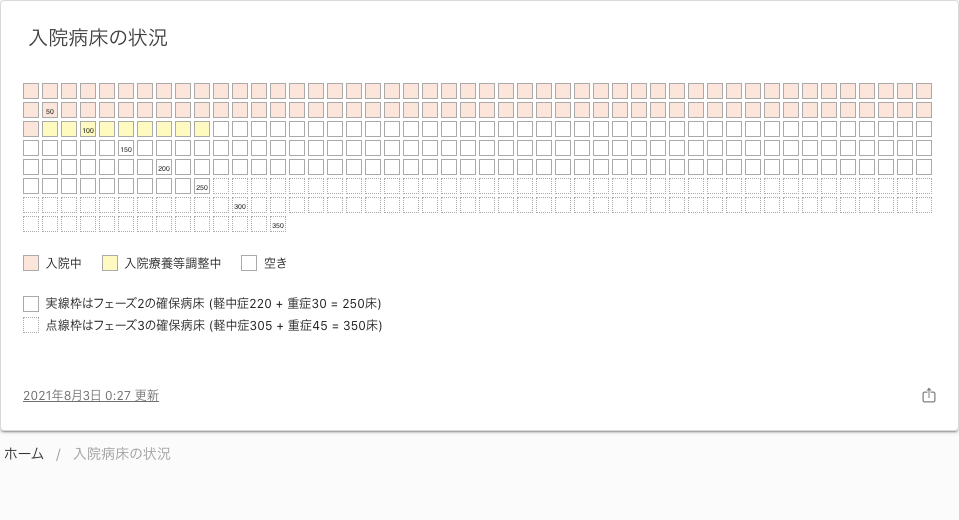 入院病床の状況
50
100
150
200
250
300
350
入院中 入院療養等調整中 空き
実線枠はフェーズ2の確保病床 (軽中症220 + 重症30 = 250床)
点線枠はフェーズ3の確保病床 (軽中症305 + 重症45 = 350床)
2021年8月3日 0:27 更新
ホーム / 入院病床の状況